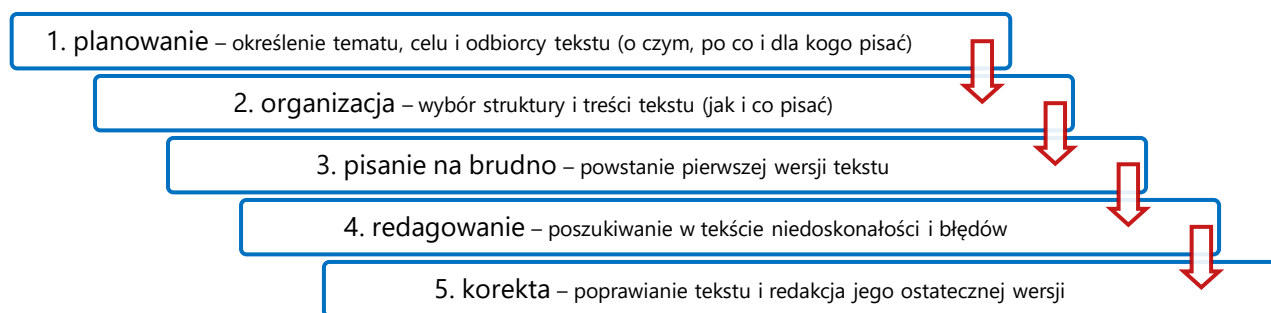 1. planowanie – określenie tematu, celu i odbiorcy tekstu (o czym, po co i dla kogo pisać)
2. organizacja – wybór struktury i treści tekstu (jak i co pisać)
3. pisanie na brudno – powstanie pierwszej wersji tekstu
4. redagowanie – poszukiwanie w tekście niedoskonałości i błędów
5. korekta – poprawianie tekstu i redakcja jego ostatecznej wersji